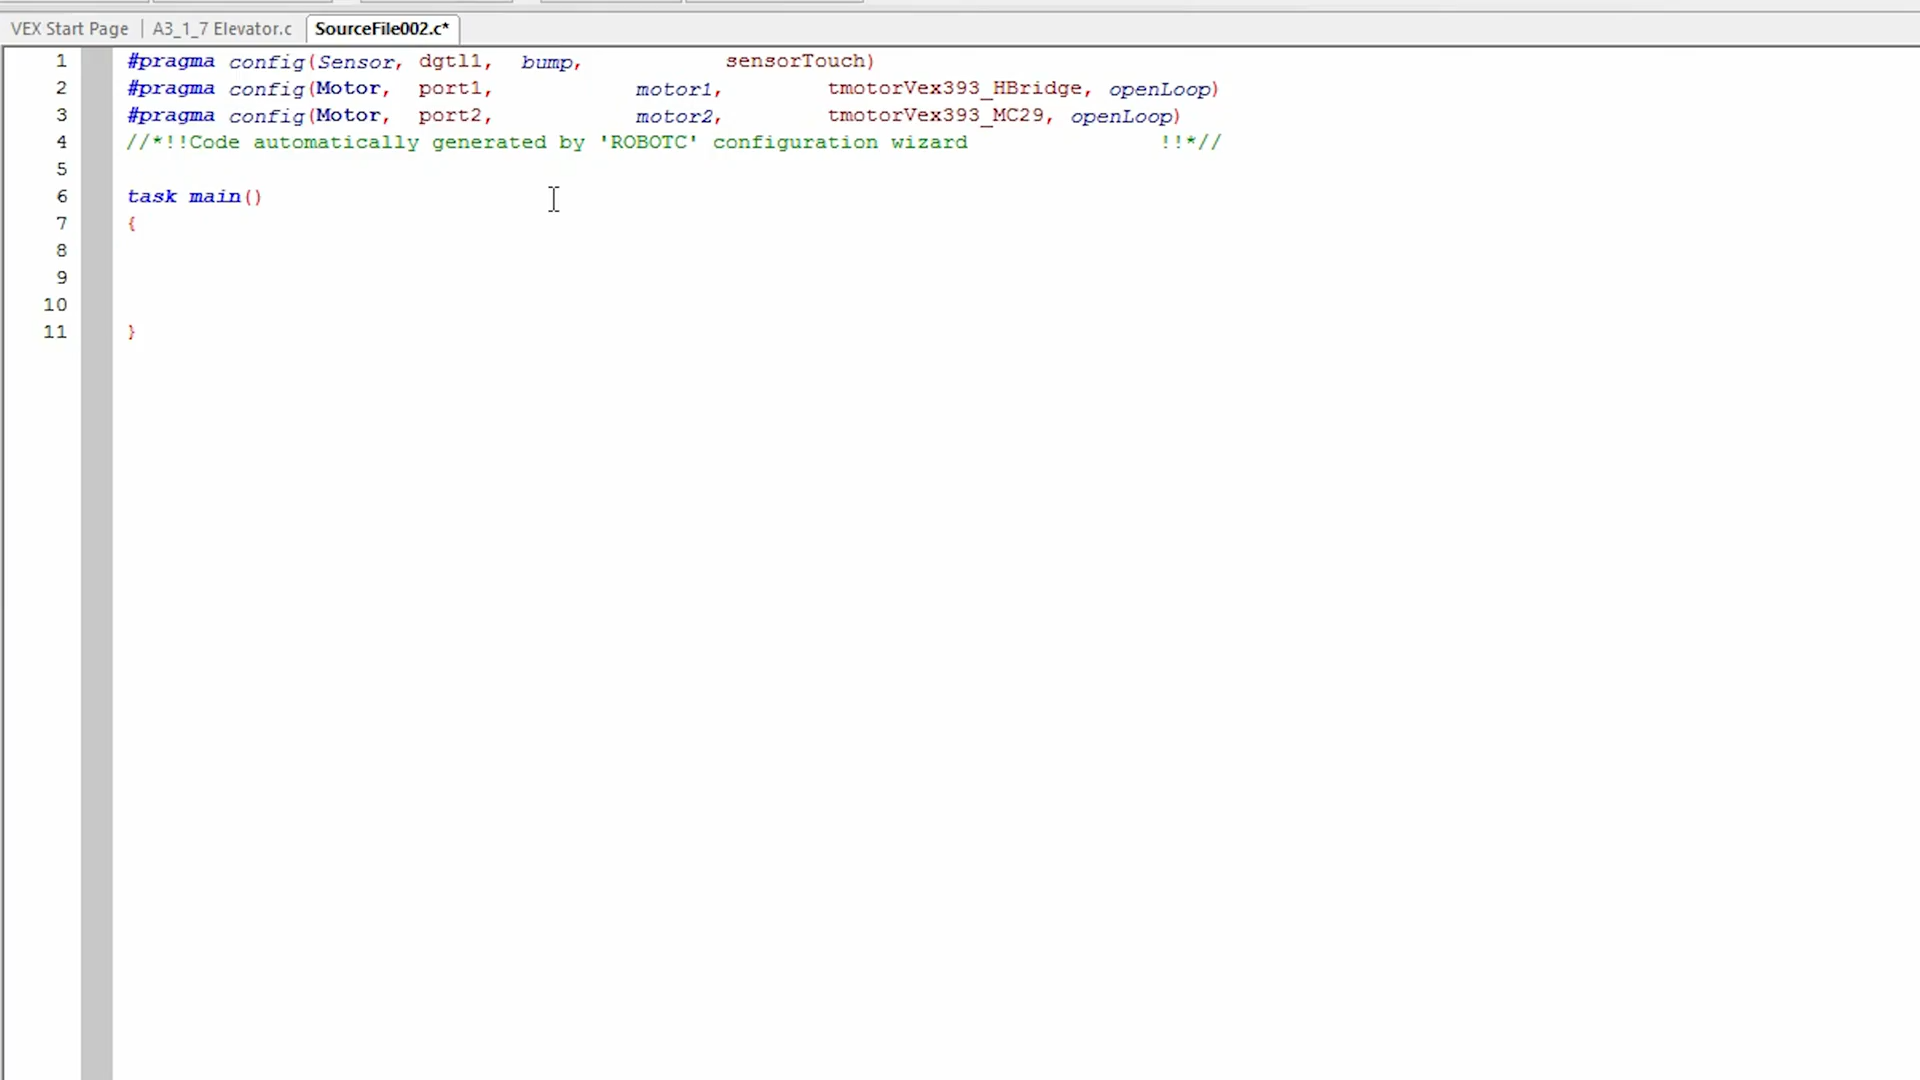 VEX Start Page A3_1_7 Elevator.c SourceFile002.c*
1 #pragma config(Sensor, dgtl1, bump, sensorTouch)
2 #pragma config(Motor, port1, motor1, tmotorVex393_HBridge, openLoop)
3 #pragma config(Motor, port2, motor2, tmotorVex393_MC29, openLoop)
4 //*!!Code automatically generated by 'ROBOTC' configuration wizard !!*//
5
6 task main()
7 {
8
9
10
11 }